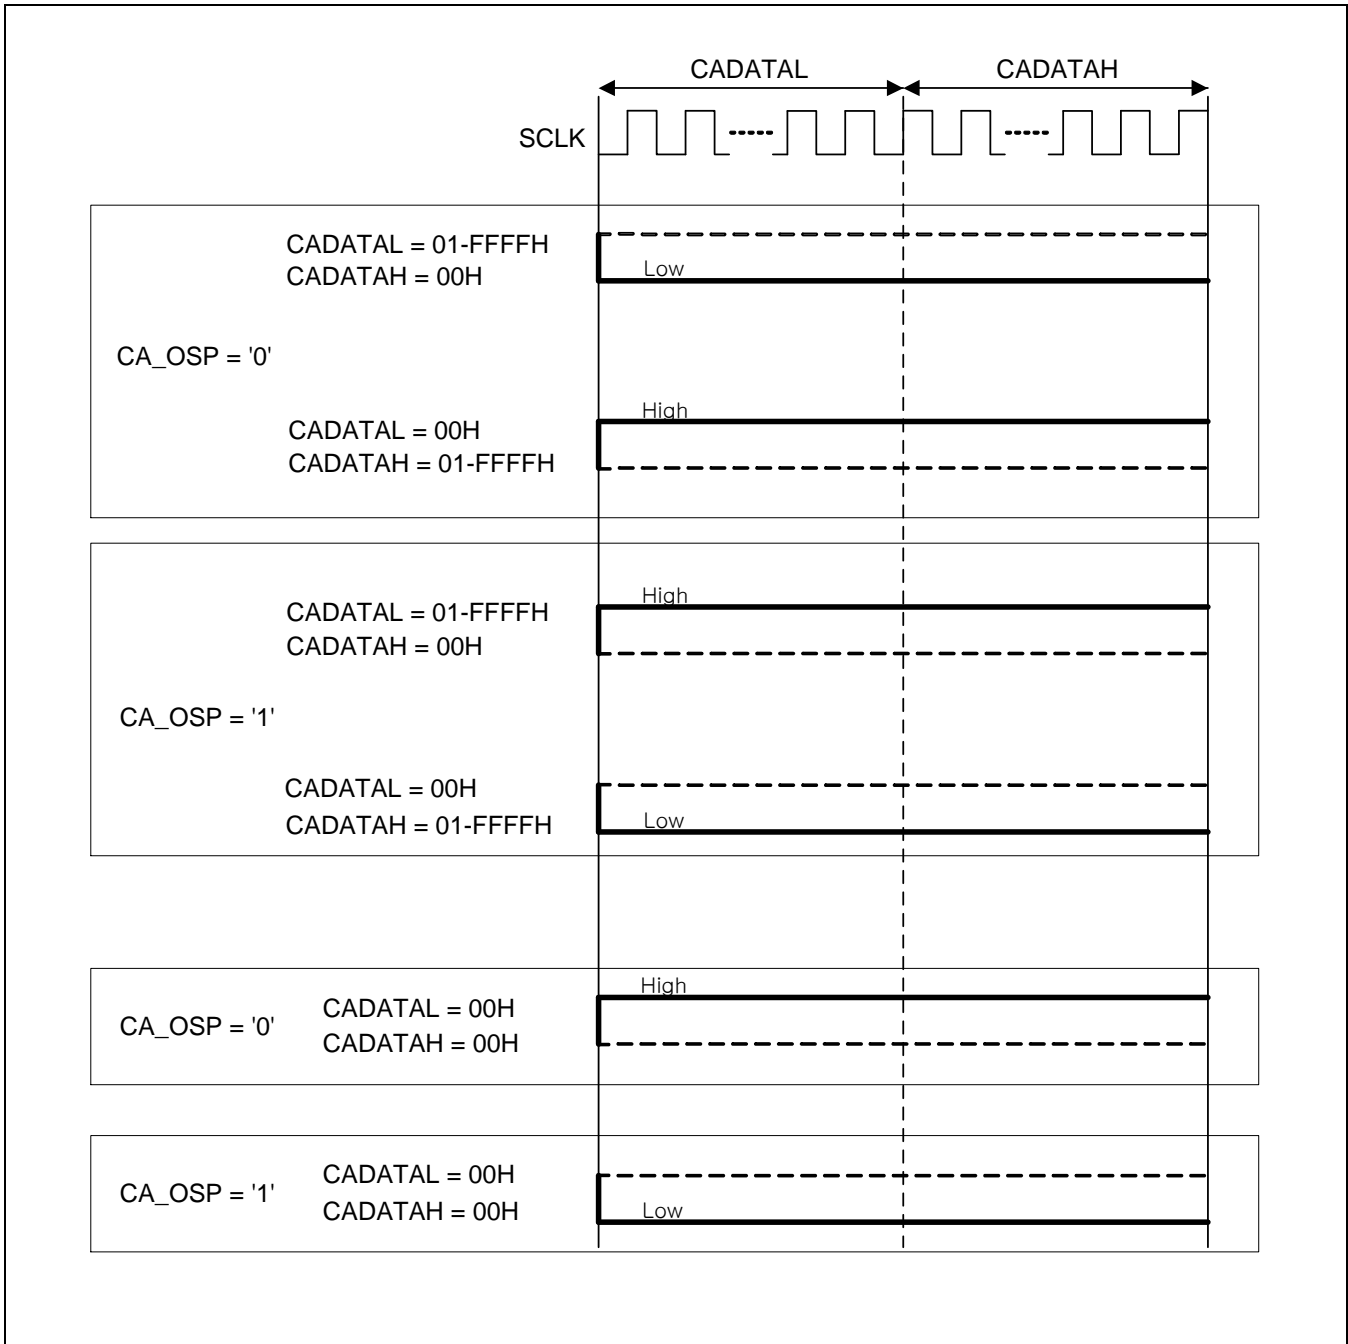 CADATAL CADATAH
SCLK
CADATAL = 01-FFFFH
CADATAH = 00H
Low
CA_OSP = '0'
High
CADATAL = 00H
CADATAH = 01-FFFFH
High
CADATAL = 01-FFFFH
CADATAH = 00H
CA_OSP = '1'
CADATAL = 00H
CADATAH = 01-FFFFH
Low
High
CA_OSP = '0'
CADATAL = 00H
CADATAH = 00H
CA_OSP = '1'
CADATAL = 00H
CADATAH = 00H
Low